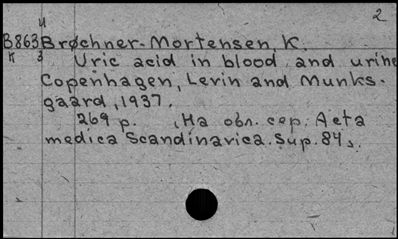 и 2
B863 Brøchner-Mortensen, K.
к 3 Uric acid in blood and urine
Copenhagen, Levin and Munks-
gaard, 1937.
269 p. , На обл. сер. Acta
medica Scandinavica. Sup. 84 s.